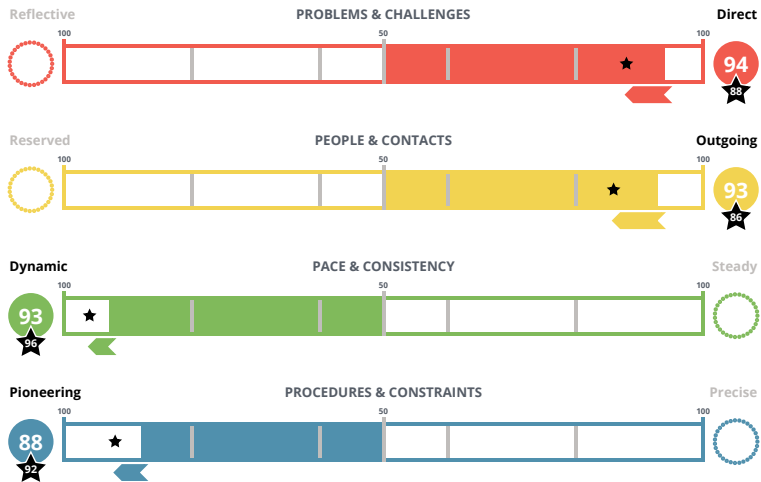 Reflective PROBLEMS & CHALLENGES Direct
100 50 100
94
88
Reserved PEOPLE & CONTACTS Outgoing
100 50 100
93
86
Dynamic PACE & CONSISTENCY Steady
100 50 100
93
96
Pioneering PROCEDURES & CONSTRAINTS Precise
100 50 100
88
92